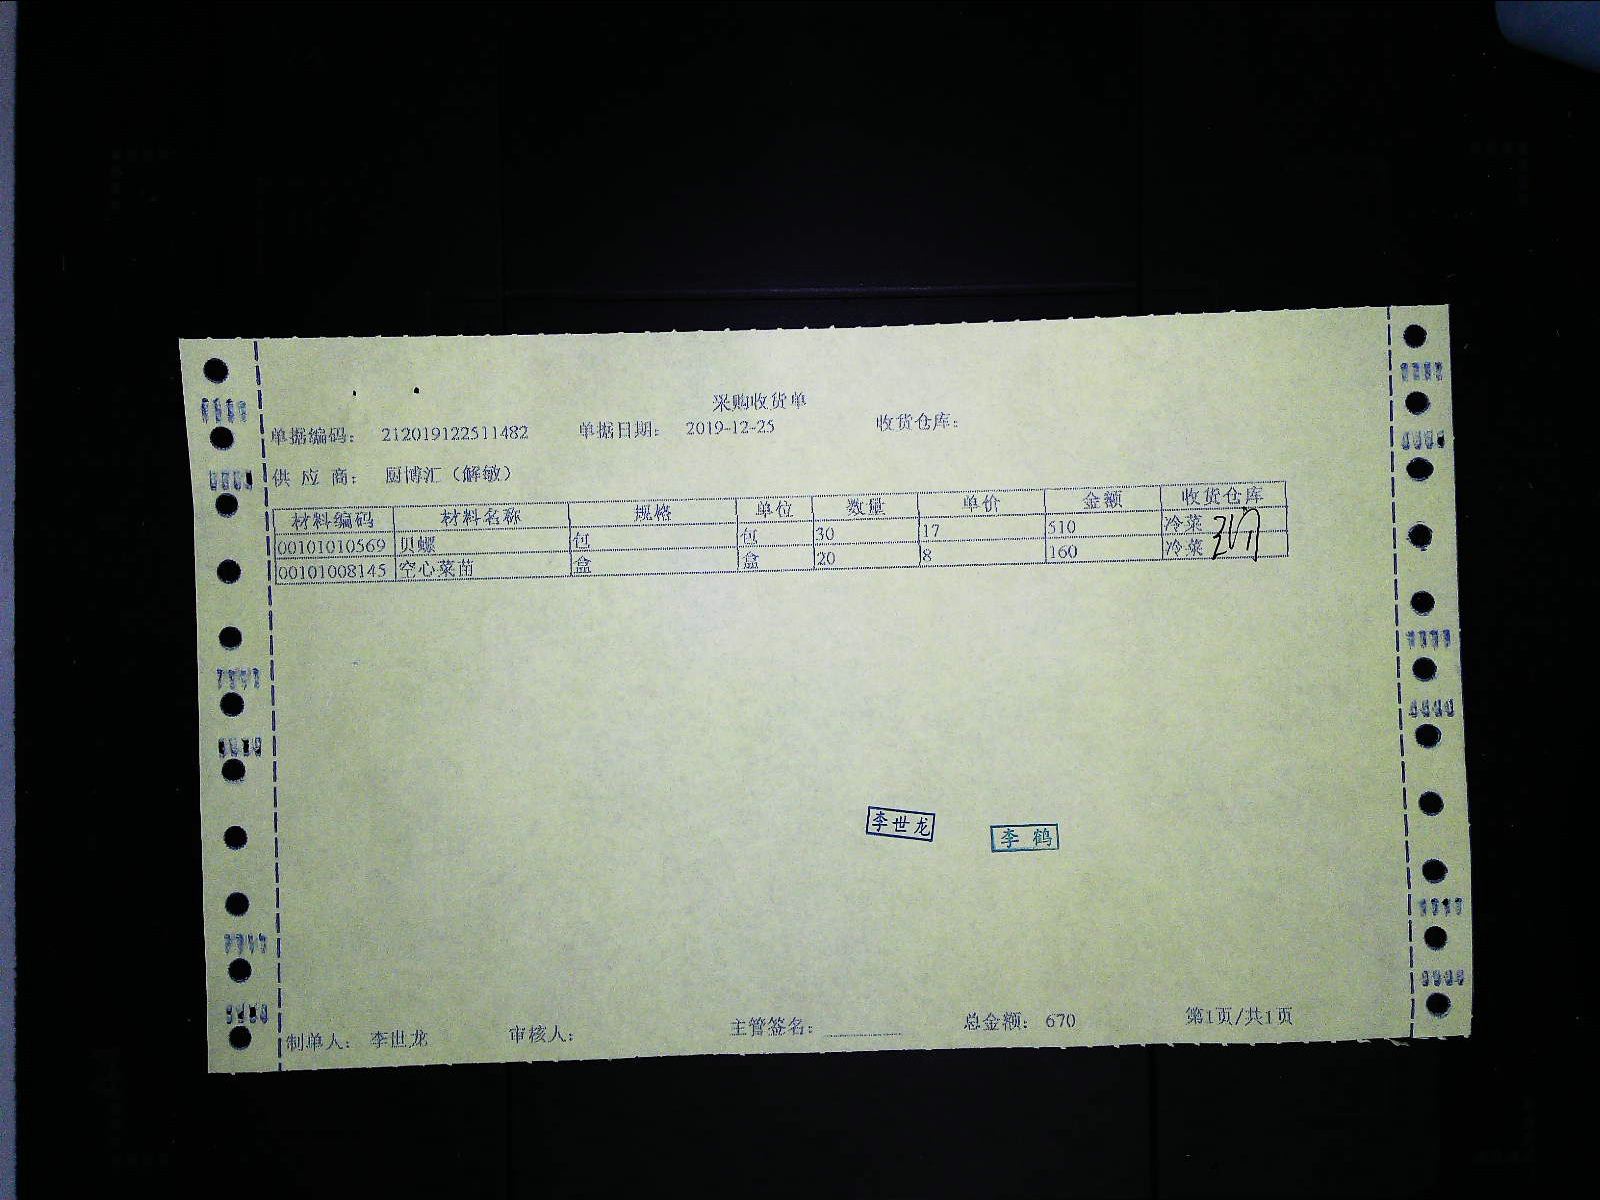 采购收货单
单据编码： 212019122511482 单据日期： 2019-12-25 收货仓库：
供 应 商： 厨博汇（解敏）
材料编码 材料名称 规格 单位 数量 单价 金额 收货仓库
00101010569 贝螺 包 包 30 17 510 冷菜
00101008145 空心菜苗 盒 盒 20 8 160 冷菜
李世龙
李 鹤
制单人： 李世龙 审核人： 主管签名： 总金额： 670 第1页/共1页